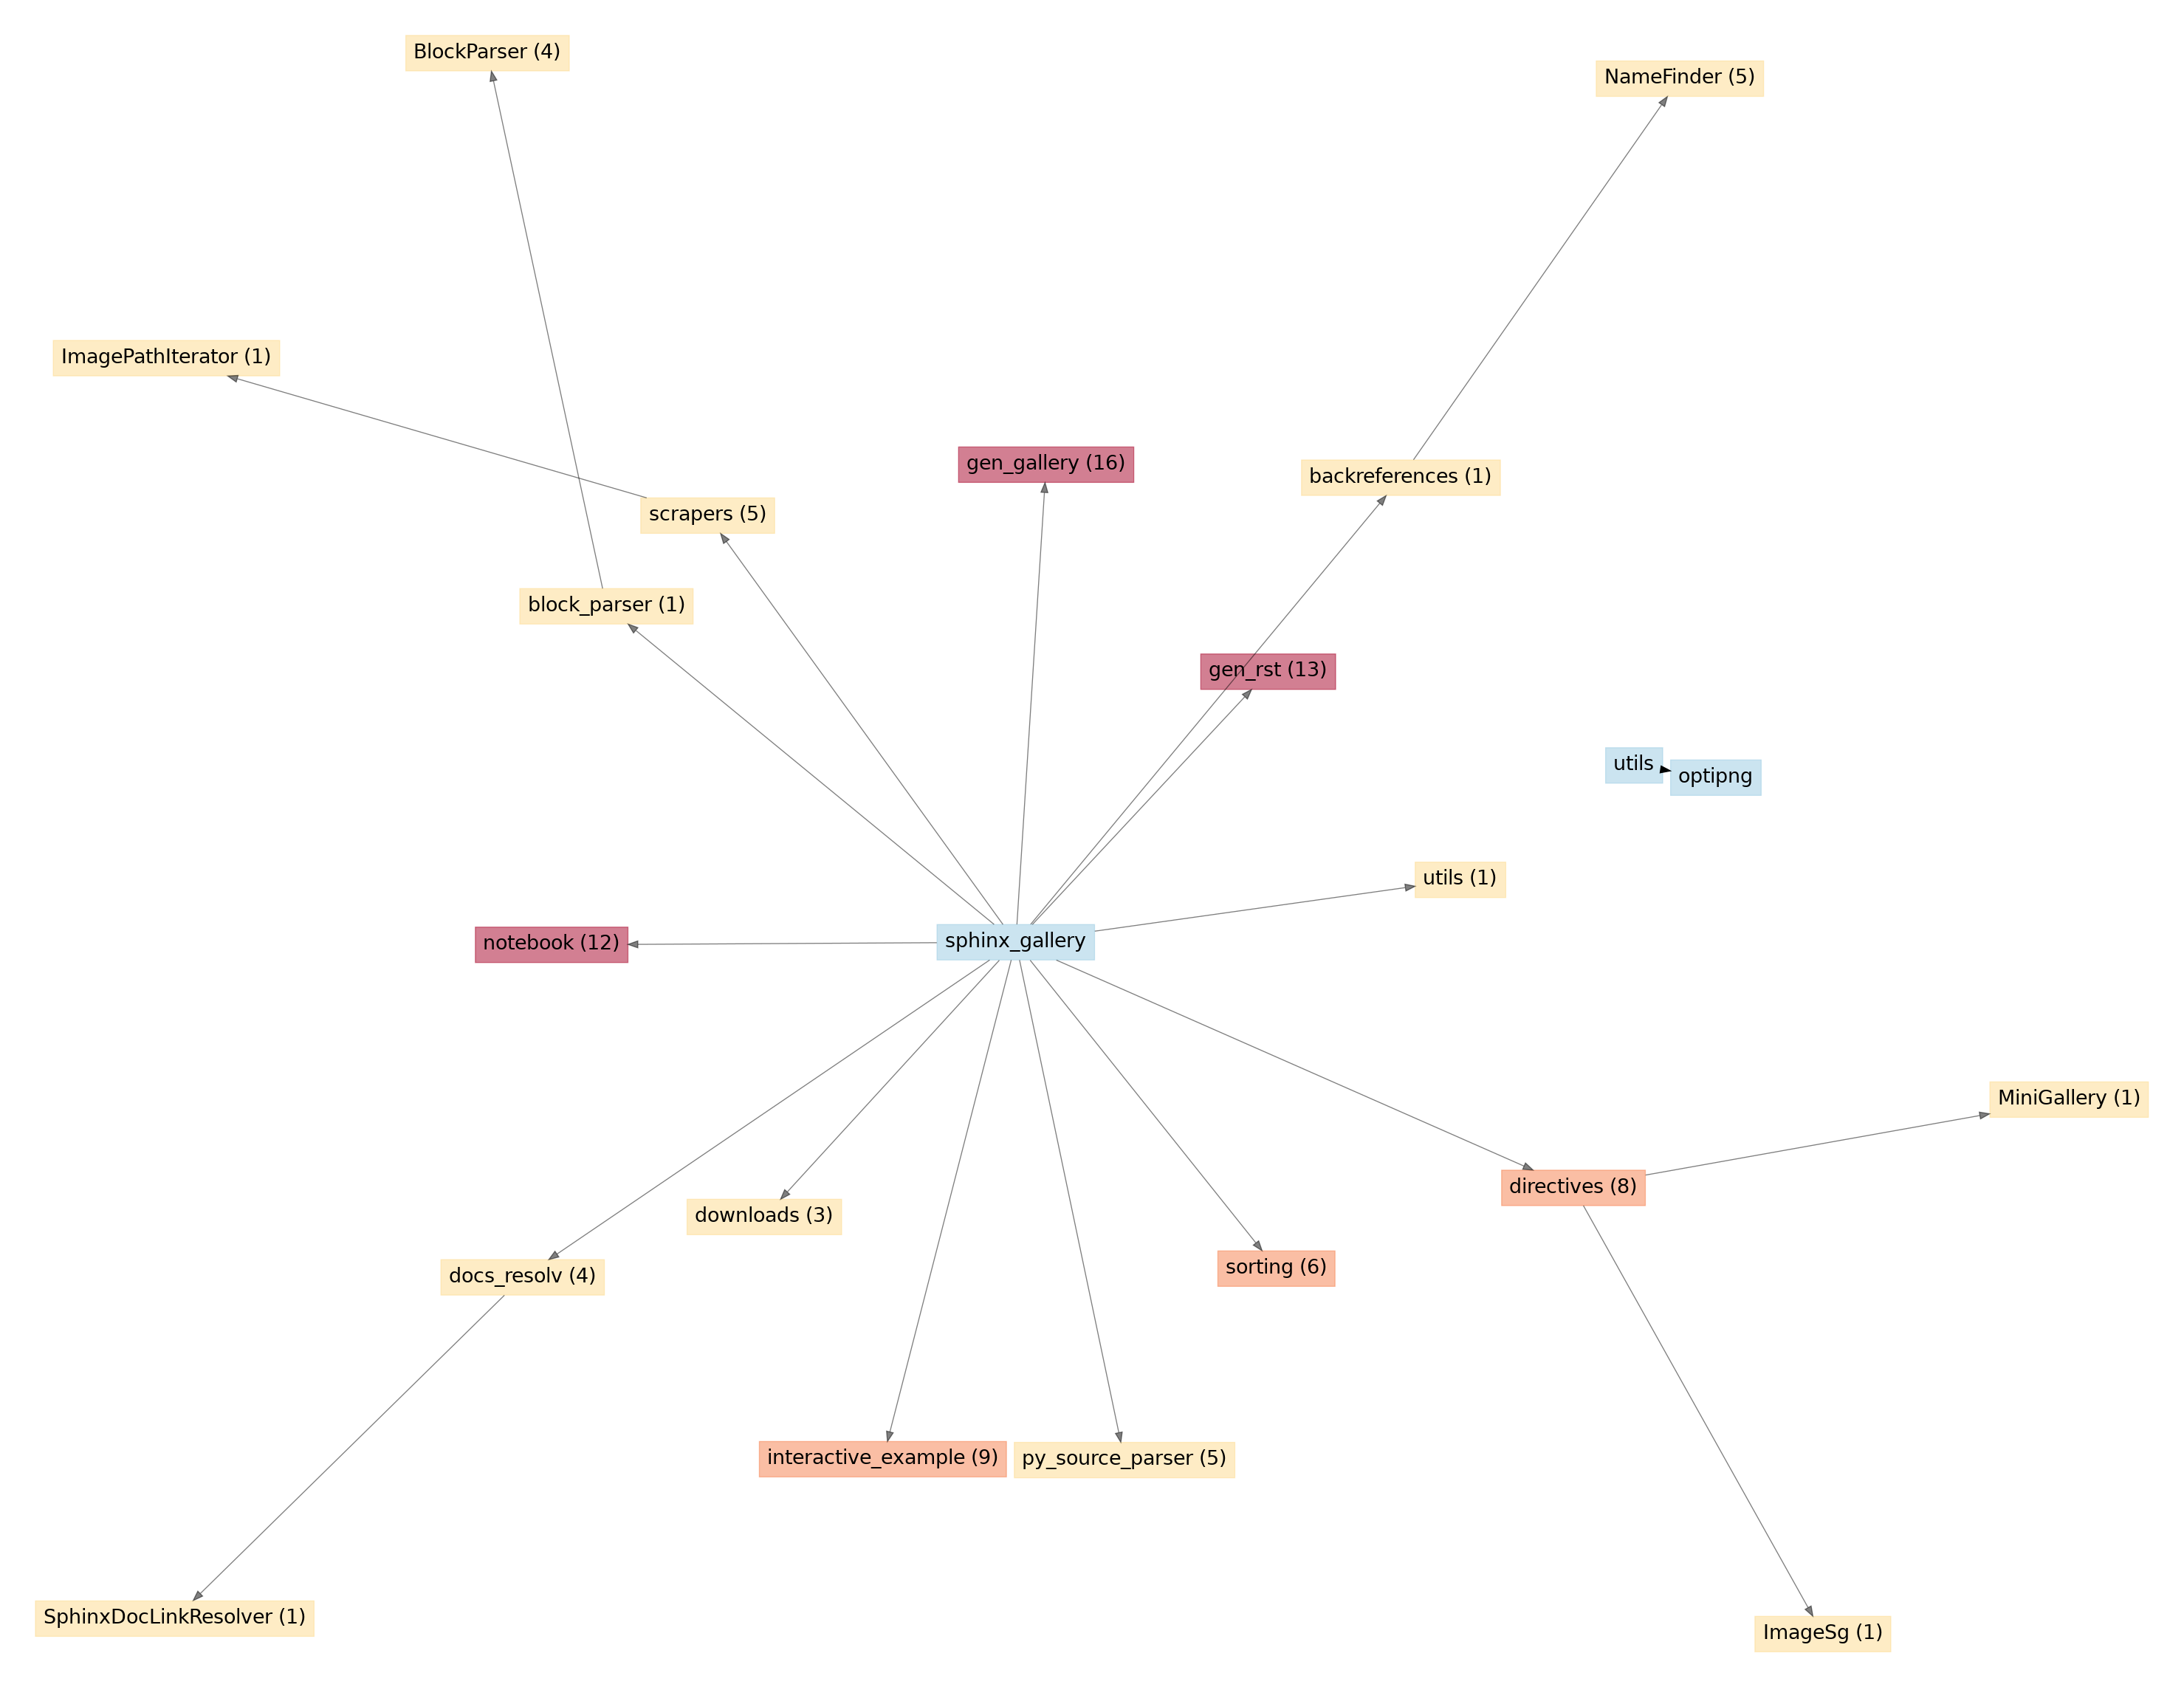 BlockParser (4)
NameFinder (5)
ImagePathIterator (1)
gen_gallery (16)
backreferences (1)
scrapers (5)
block_parser (1)
gen_rst (13)
utils
optipng
utils (1)
notebook (12)
sphinx_gallery
MiniGallery (1)
directives (8)
downloads (3)
docs_resolv (4)
sorting (6)
interactive_example (9)
py_source_parser (5)
SphinxDocLinkResolver (1)
ImageSg (1)